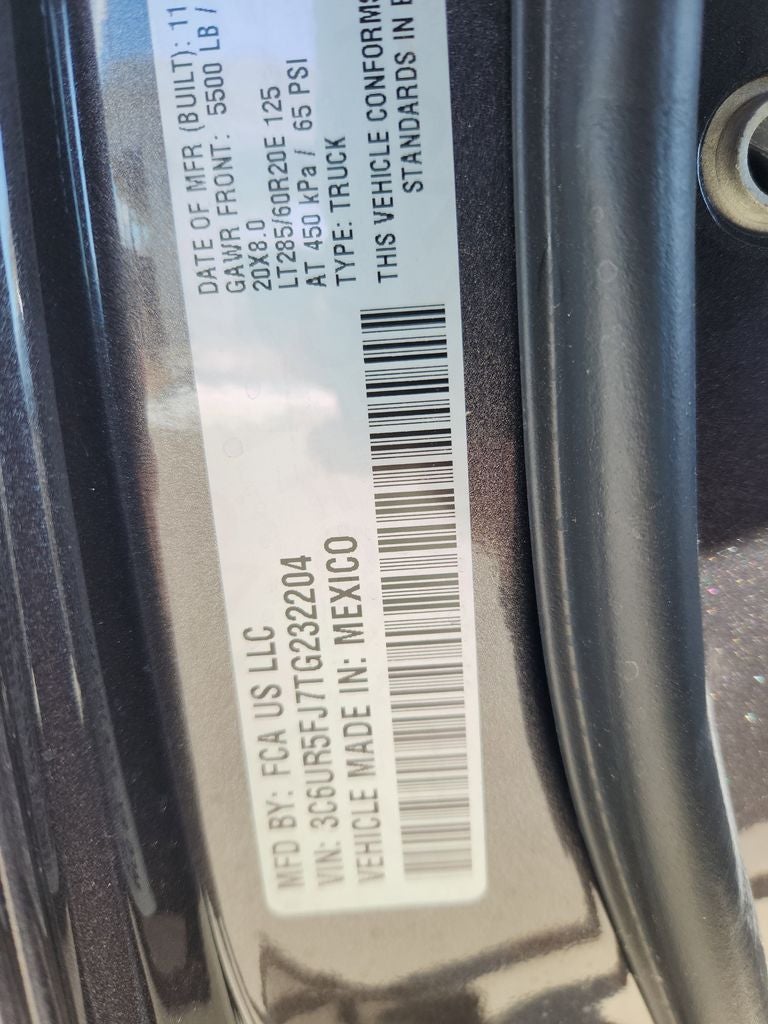 MFD BY: FCA US LLC
VIN: 3C6UR5FJ7TG232204
VEHICLE MADE IN: MEXICO
DATE OF MFR (BUILT): 11
GAWR FRONT: 5500 LB /
20X8.0
LT285/60R20E 125
AT 450 kPa / 65 PSI
TYPE: TRUCK
THIS VEHICLE CONFORMS
STANDARDS IN